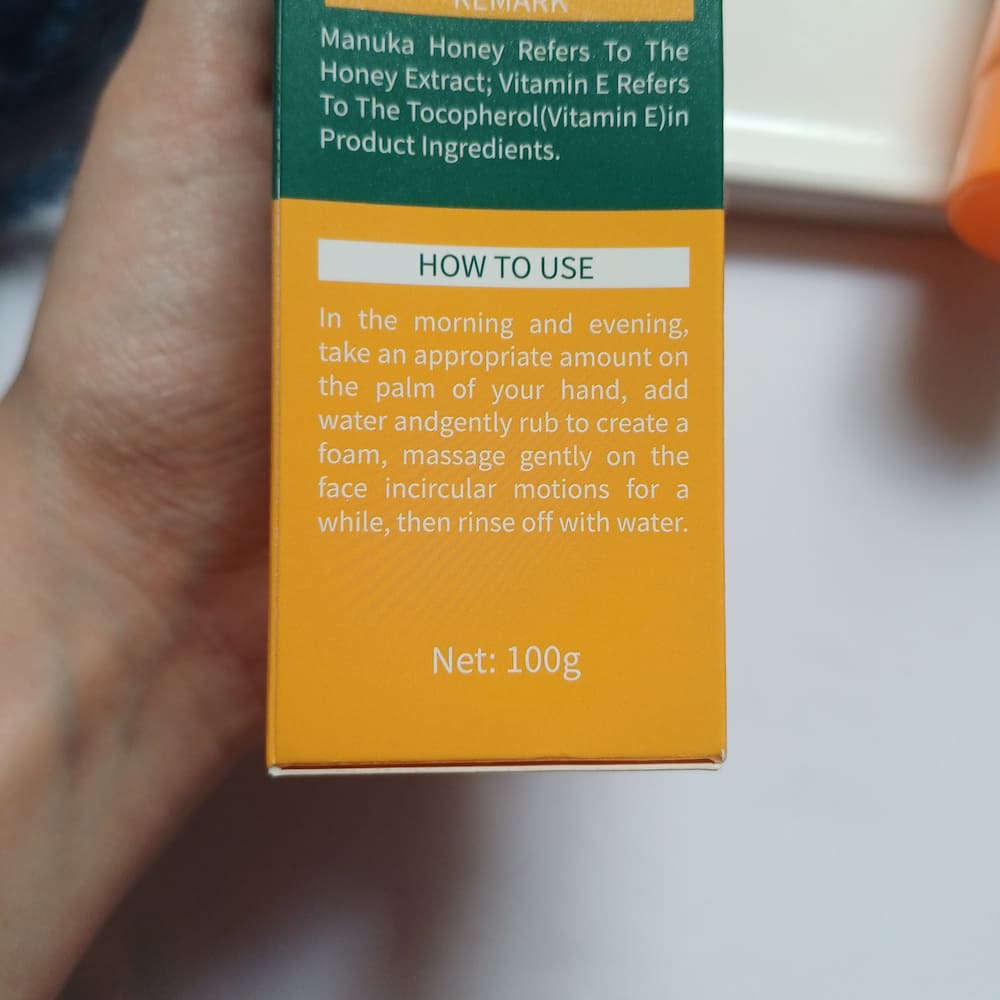 REMARK
Manuka Honey Refers To The
Honey Extract; Vitamin E Refers
To The Tocopherol(Vitamin E)in
Product Ingredients.
HOW TO USE
In the morning and evening,
take an appropriate amount on
the palm of your hand, add
water andgently rub to create a
foam, massage gently on the
face incircular motions for a
while, then rinse off with water.
Net: 100g